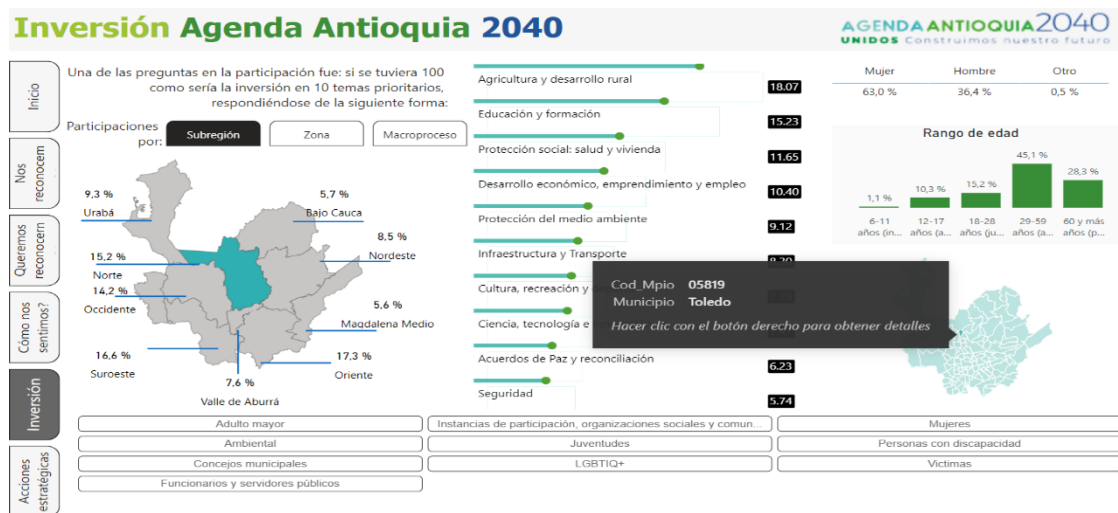 Inversión Agenda Antioquia 2040
AGENDA ANTIOQUIA 2040
UNIDOS Construimos nuestro futuro
Inicio
Nos reconocem
Queremos reconocern
Cómo nos sentimos?
Inversión
Acciones estratégicas
Una de las preguntas en la participación fue: si se tuviera 100
como sería la inversión en 10 temas prioritarios,
respondiéndose de la siguiente forma:
Participaciones por:
Subregión
Zona
Macroproceso
9,3 %
Urabá
5,7 %
Bajo Cauca
8,5 %
Nordeste
15,2 %
Norte
14,2 %
Occidente
5,6 %
Magdalena Medio
16,6 %
Suroeste
7,6 %
Valle de Aburrá
17,3 %
Oriente
Agricultura y desarrollo rural
18.07
Educación y formación
15.23
Protección social: salud y vivienda
11.65
Desarrollo económico, emprendimiento y empleo
10.40
Protección del medio ambiente
9.12
Infraestructura y Transporte
Cultura, recreación y
Ciencia, tecnología e
Acuerdos de Paz y reconciliación
6.23
Seguridad
5.74
Mujer
Hombre
Otro
63,0 %
36,4 %
0,5 %
Rango de edad
1,1 %
10,3 %
15,2 %
45,1 %
28,3 %
6-11 años (in...
12-17 años (a...
18-28 años (ju...
29-59 años (a...
60 y más años (p...
Cod_Mpio 05819
Municipio Toledo
Hacer clic con el botón derecho para obtener detalles
Adulto mayor
Instancias de participación, organizaciones sociales y comun...
Mujeres
Ambiental
Juventudes
Personas con discapacidad
Concejos municipales
LGBTIQ+
Victimas
Funcionarios y servidores públicos